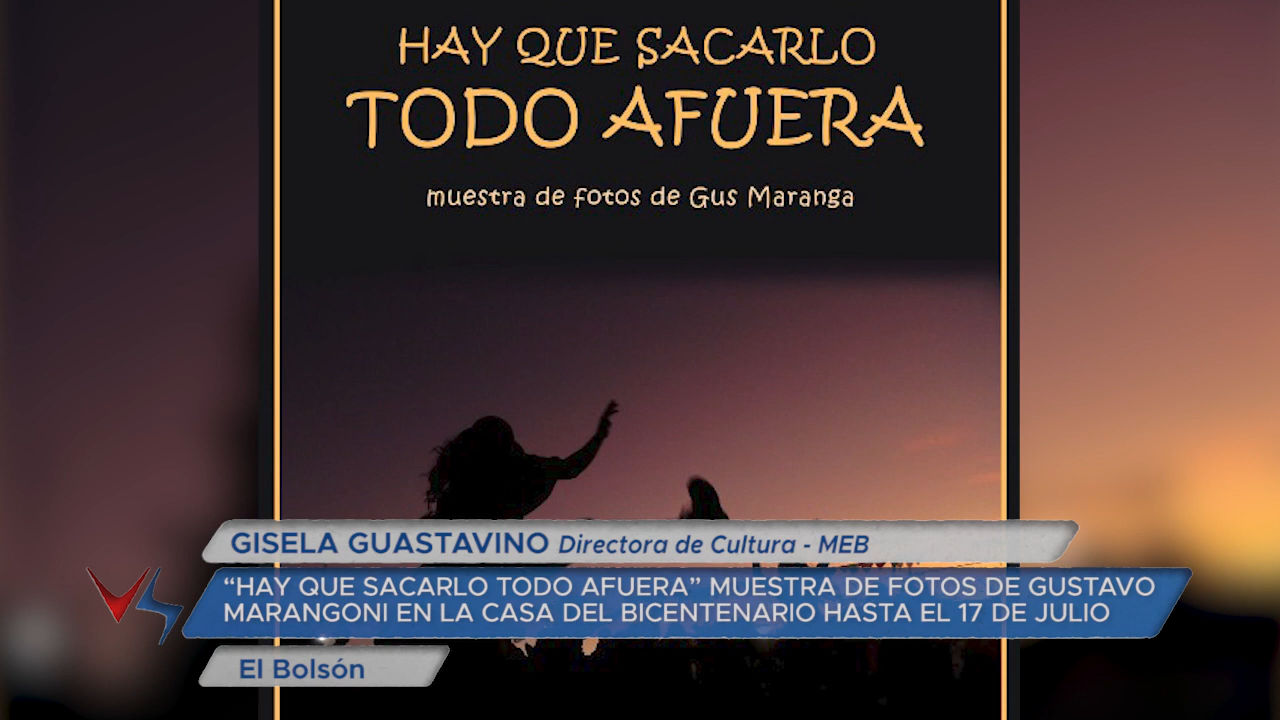 HAY QUE SACARLO
TODO AFUERA
muestra de fotos de Gus Maranga
GISELA GUASTAVINO Directora de Cultura - MEB
“HAY QUE SACARLO TODO AFUERA” MUESTRA DE FOTOS DE GUSTAVO
MARANGONI EN LA CASA DEL BICENTENARIO HASTA EL 17 DE JULIO
El Bolsón